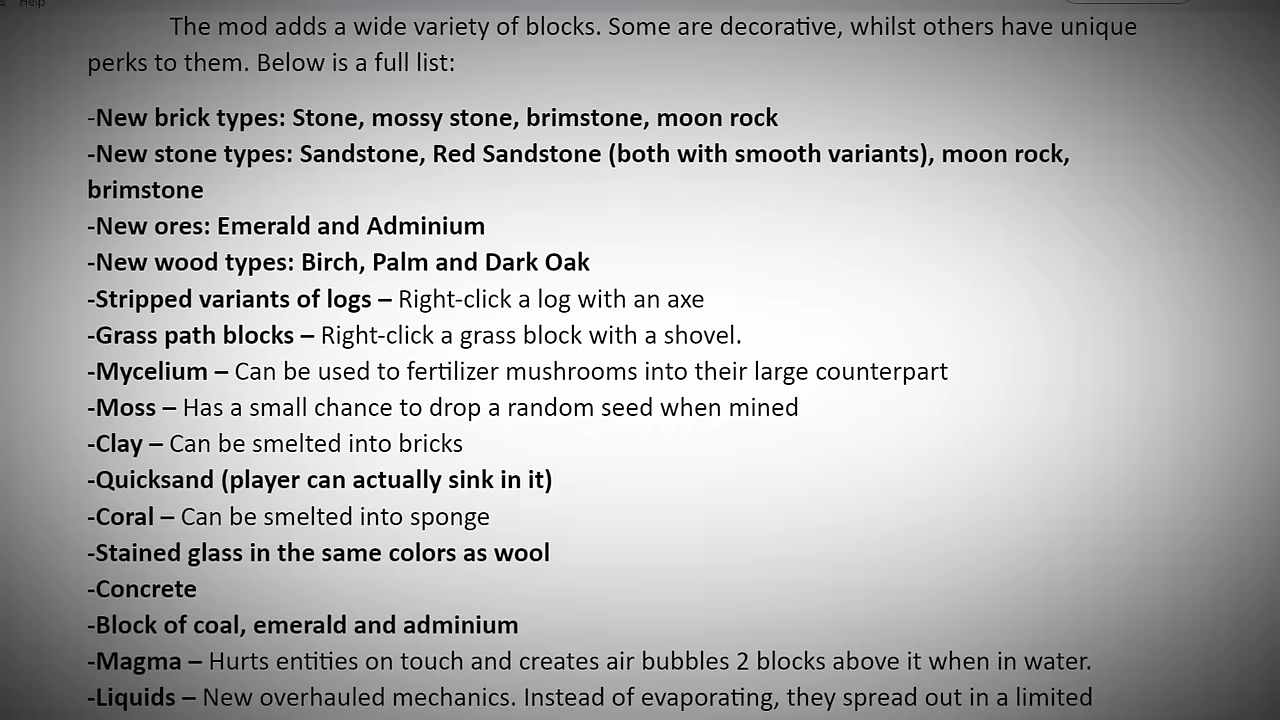 Help
The mod adds a wide variety of blocks. Some are decorative, whilst others have unique
perks to them. Below is a full list:
-New brick types: Stone, mossy stone, brimstone, moon rock
-New stone types: Sandstone, Red Sandstone (both with smooth variants), moon rock,
brimstone
-New ores: Emerald and Adminium
-New wood types: Birch, Palm and Dark Oak
-Stripped variants of logs – Right-click a log with an axe
-Grass path blocks – Right-click a grass block with a shovel.
-Mycelium – Can be used to fertilizer mushrooms into their large counterpart
-Moss – Has a small chance to drop a random seed when mined
-Clay – Can be smelted into bricks
-Quicksand (player can actually sink in it)
-Coral – Can be smelted into sponge
-Stained glass in the same colors as wool
-Concrete
-Block of coal, emerald and adminium
-Magma – Hurts entities on touch and creates air bubbles 2 blocks above it when in water.
-Liquids – New overhauled mechanics. Instead of evaporating, they spread out in a limited